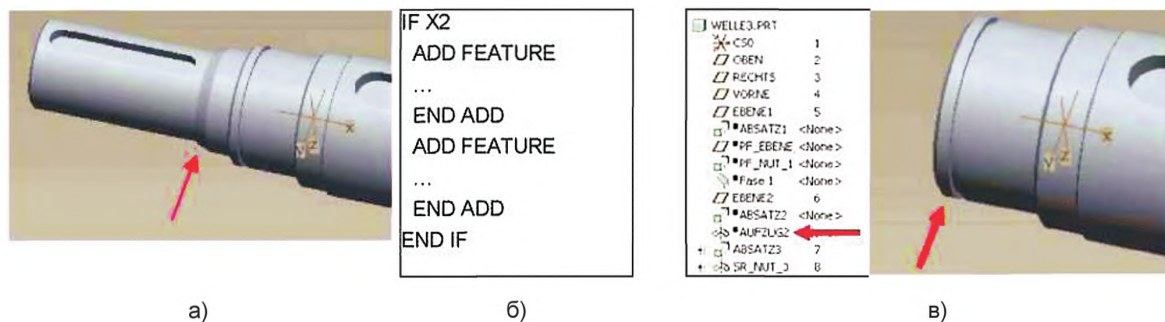 IF X2
ADD FEATURE
...
END ADD
ADD FEATURE
...
END ADD
END IF
WELLE3.PRT
CS0 1
OBEN 2
RECHTS 3
VORNE 4
EBENE1 5
ABSATZ1 <None>
PF_EBENE <None>
PF_NUT_1 <None>
Fase 1 <None>
EBENE2 6
ABSATZ2 <None>
AUFZUG2
ABSATZ3 7
SR_NUT_3 8
X
Y
Z
X
Y
Z
а)
б)
в)